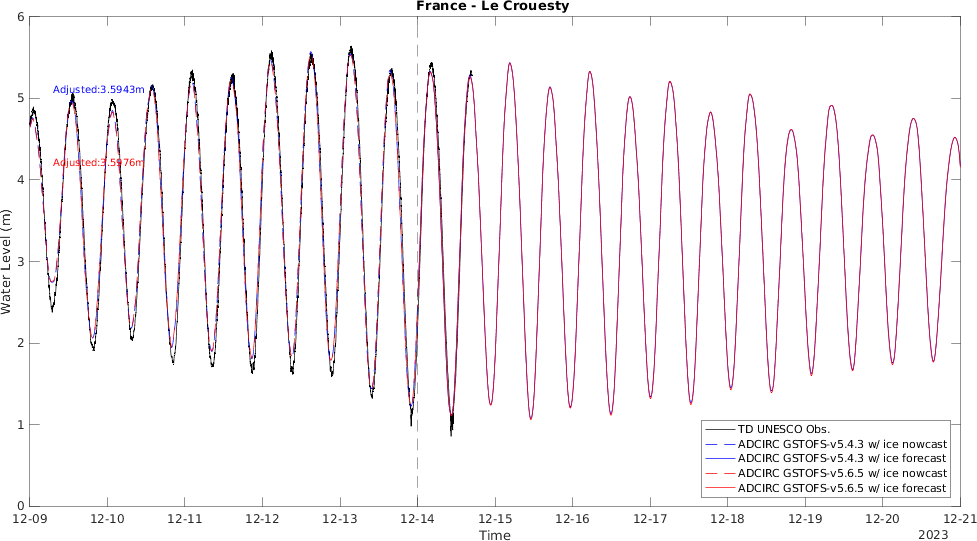 France - Le Crouesty
6
5
4
3
2
1
0
Water Level (m)
Adjusted:3.5943m
Adjusted:3.5976m
TD UNESCO Obs.
ADCIRC GSTOFS-v5.4.3 w/ ice nowcast
ADCIRC GSTOFS-v5.4.3 w/ ice forecast
ADCIRC GSTOFS-v5.6.5 w/ ice nowcast
ADCIRC GSTOFS-v5.6.5 w/ ice forecast
12-09 12-10 12-11 12-12 12-13 12-14 12-15 12-16 12-17 12-18 12-19 12-20 12-21
Time
2023